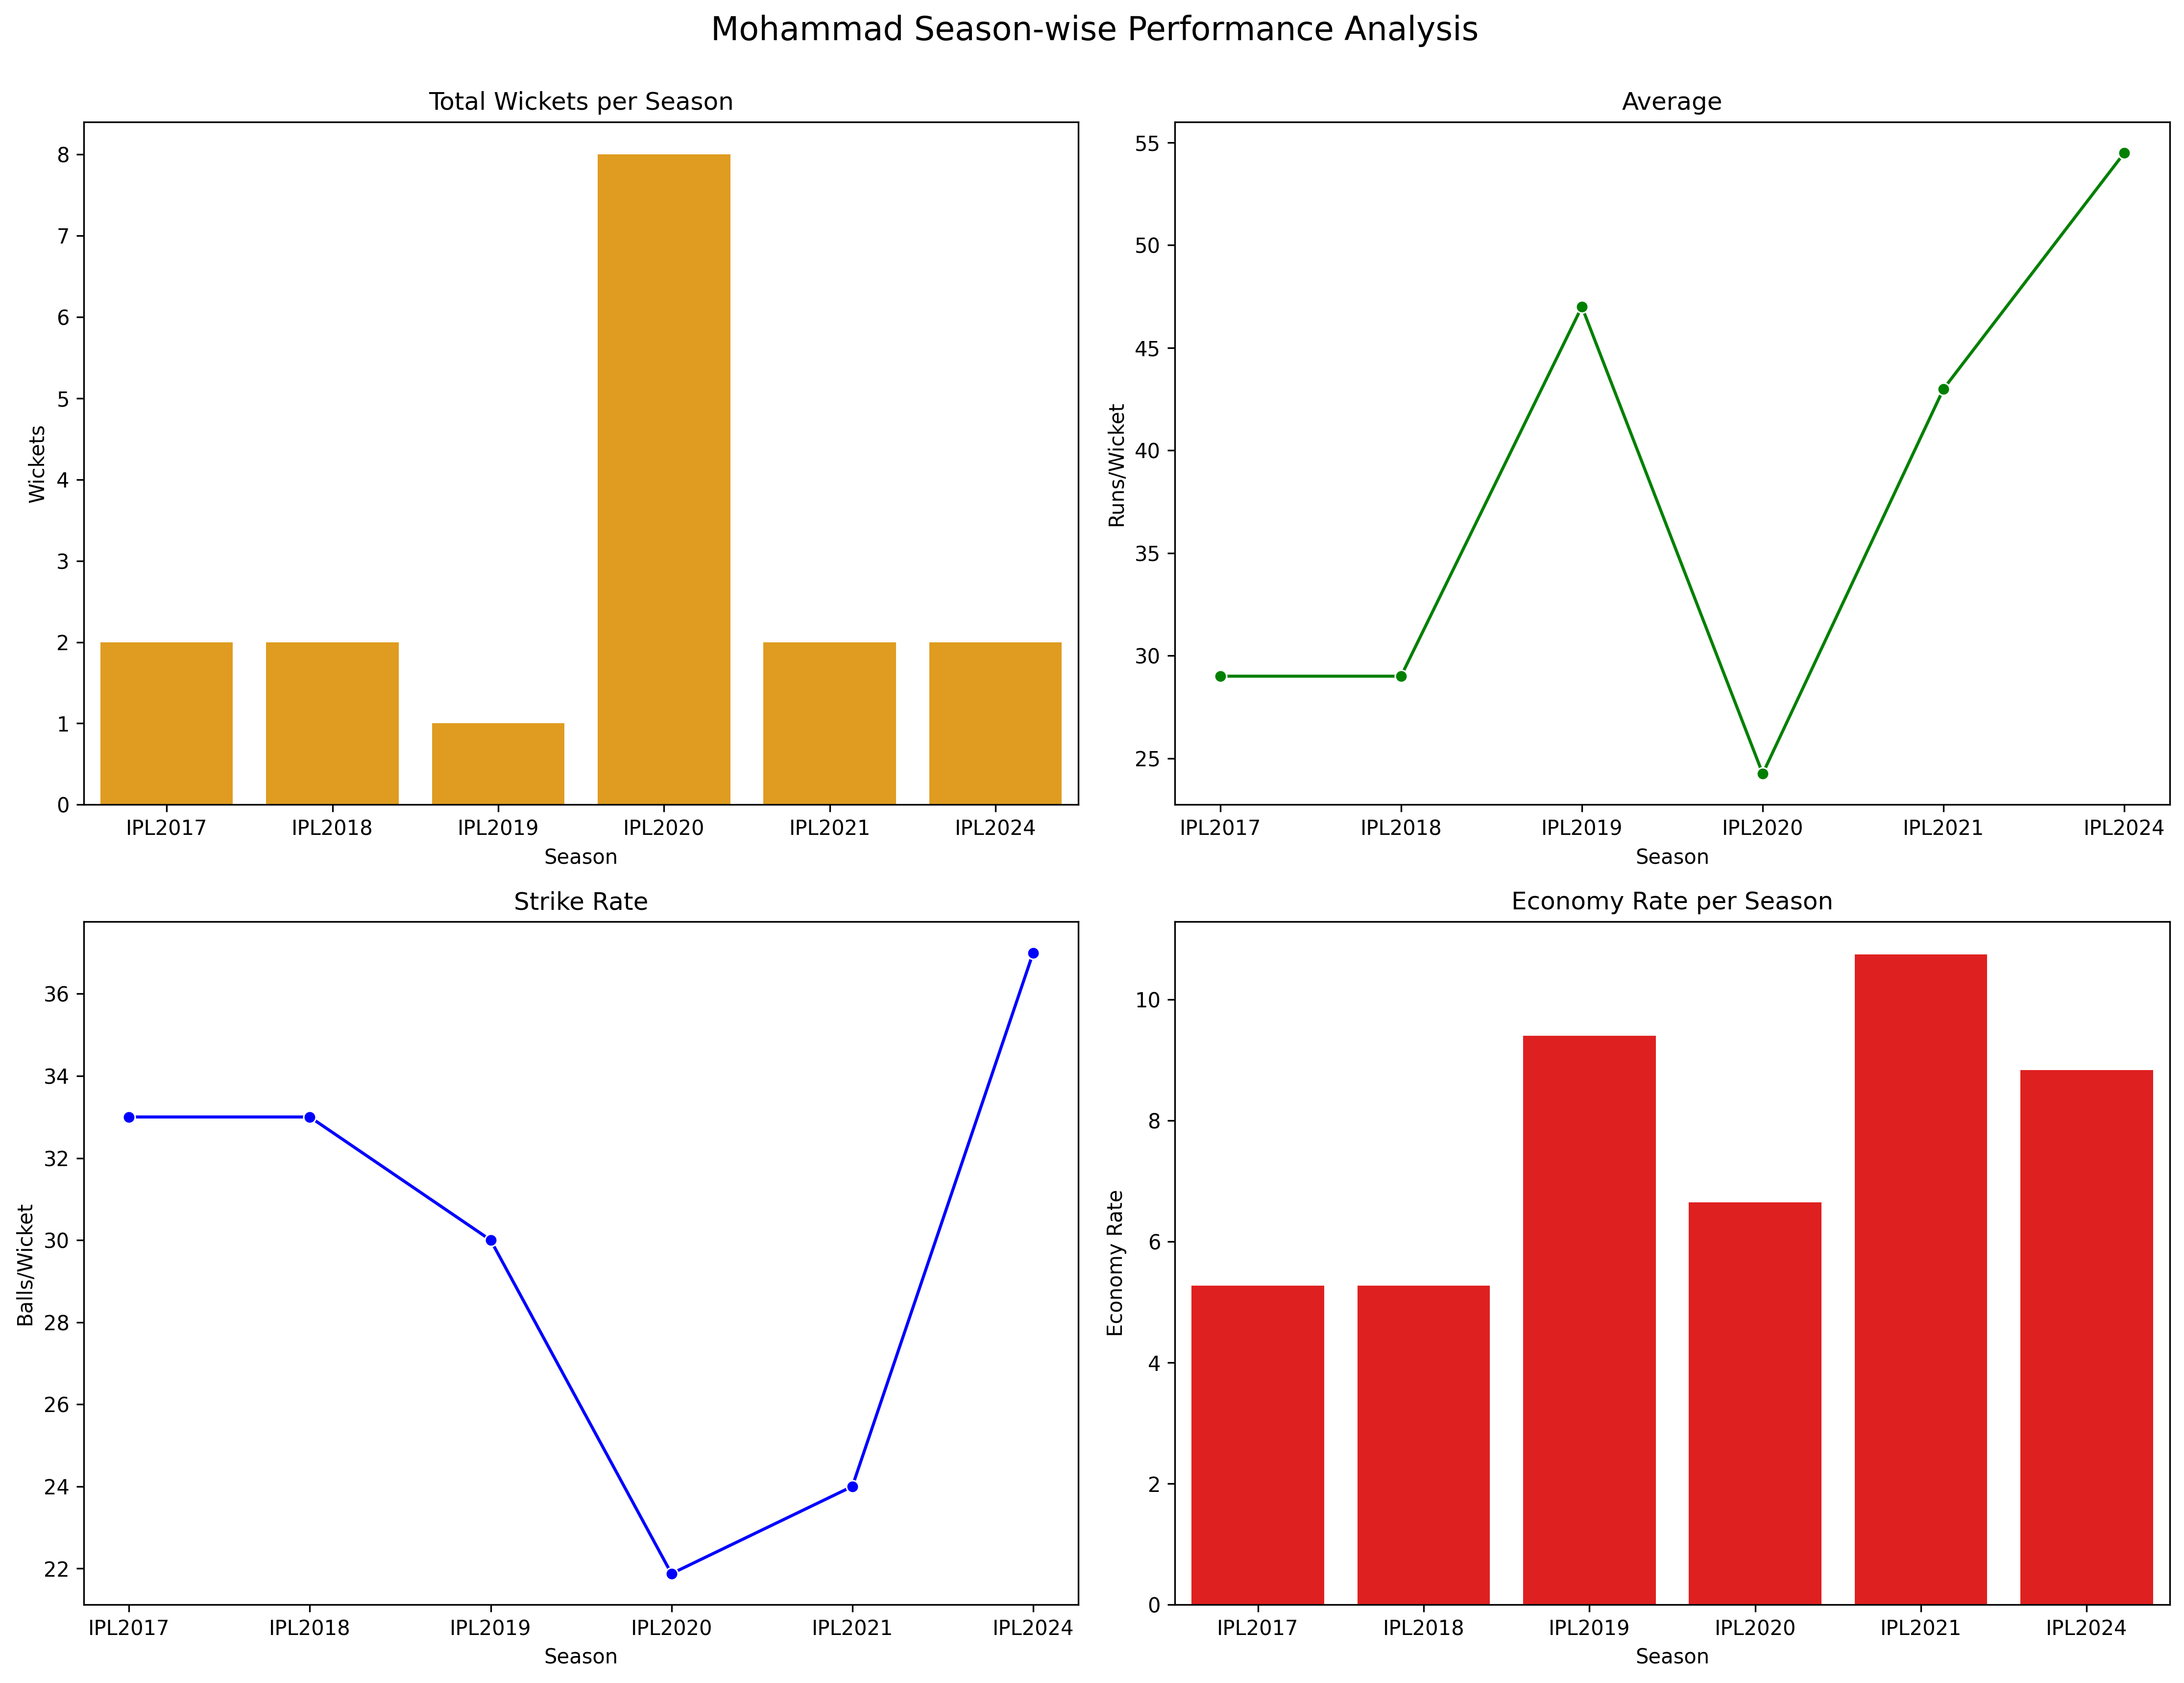 Mohammad Season-wise Performance Analysis
Total Wickets per Season
Wickets
8
7
6
5
4
3
2
1
0
IPL2017 IPL2018 IPL2019 IPL2020 IPL2021 IPL2024
Season
Average
Runs/Wicket
55
50
45
40
35
30
25
IPL2017 IPL2018 IPL2019 IPL2020 IPL2021 IPL2024
Season
Strike Rate
Balls/Wicket
36
34
32
30
28
26
24
22
IPL2017 IPL2018 IPL2019 IPL2020 IPL2021 IPL2024
Season
Economy Rate per Season
Economy Rate
10
8
6
4
2
0
IPL2017 IPL2018 IPL2019 IPL2020 IPL2021 IPL2024
Season